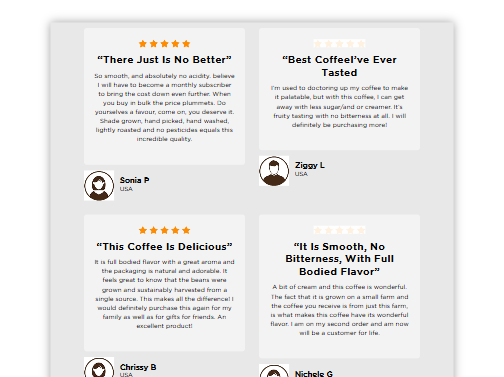 “There Just Is No Better”
So smooth, and absolutely no acidity. believe
I will have to become a monthly subscriber
to bring the cost down even further. When
you buy in bulk the price plummets. Do
yourselves a favour, come on, you deserve it.
Shade grown, hand picked, hand washed,
lightly roasted and no pesticides equals this
incredible quality.
Sonia P
USA
“Best CoffeeI’ve Ever
Tasted
I’m used to doctoring up my coffee to make
it palatable, but with this coffee, I can get
away with less sugar/and or creamer. It’s
fruity tasting with no bitterness at all. I will
definitely be purchasing more!
Ziggy L
USA
“This Coffee Is Delicious”
It is full bodied flavor with a great aroma and
the packaging is natural and adorable. It
feels great to know that the beans were
grown and sustainably harvested from a
single source. This makes all the difference! I
would definitely purchase this again for my
family as well as for gifts for friends. An
excellent product!
Chrissy B
USA
“It Is Smooth, No
Bitterness, With Full
Bodied Flavor”
A bit of cream and this coffee is wonderful.
The fact that it is grown on a small farm and
the coffee you receive is from just this farm,
is what makes this coffee have its wonderful
flavor. I am on my second order and am now
will be a customer for life.
Nichole G